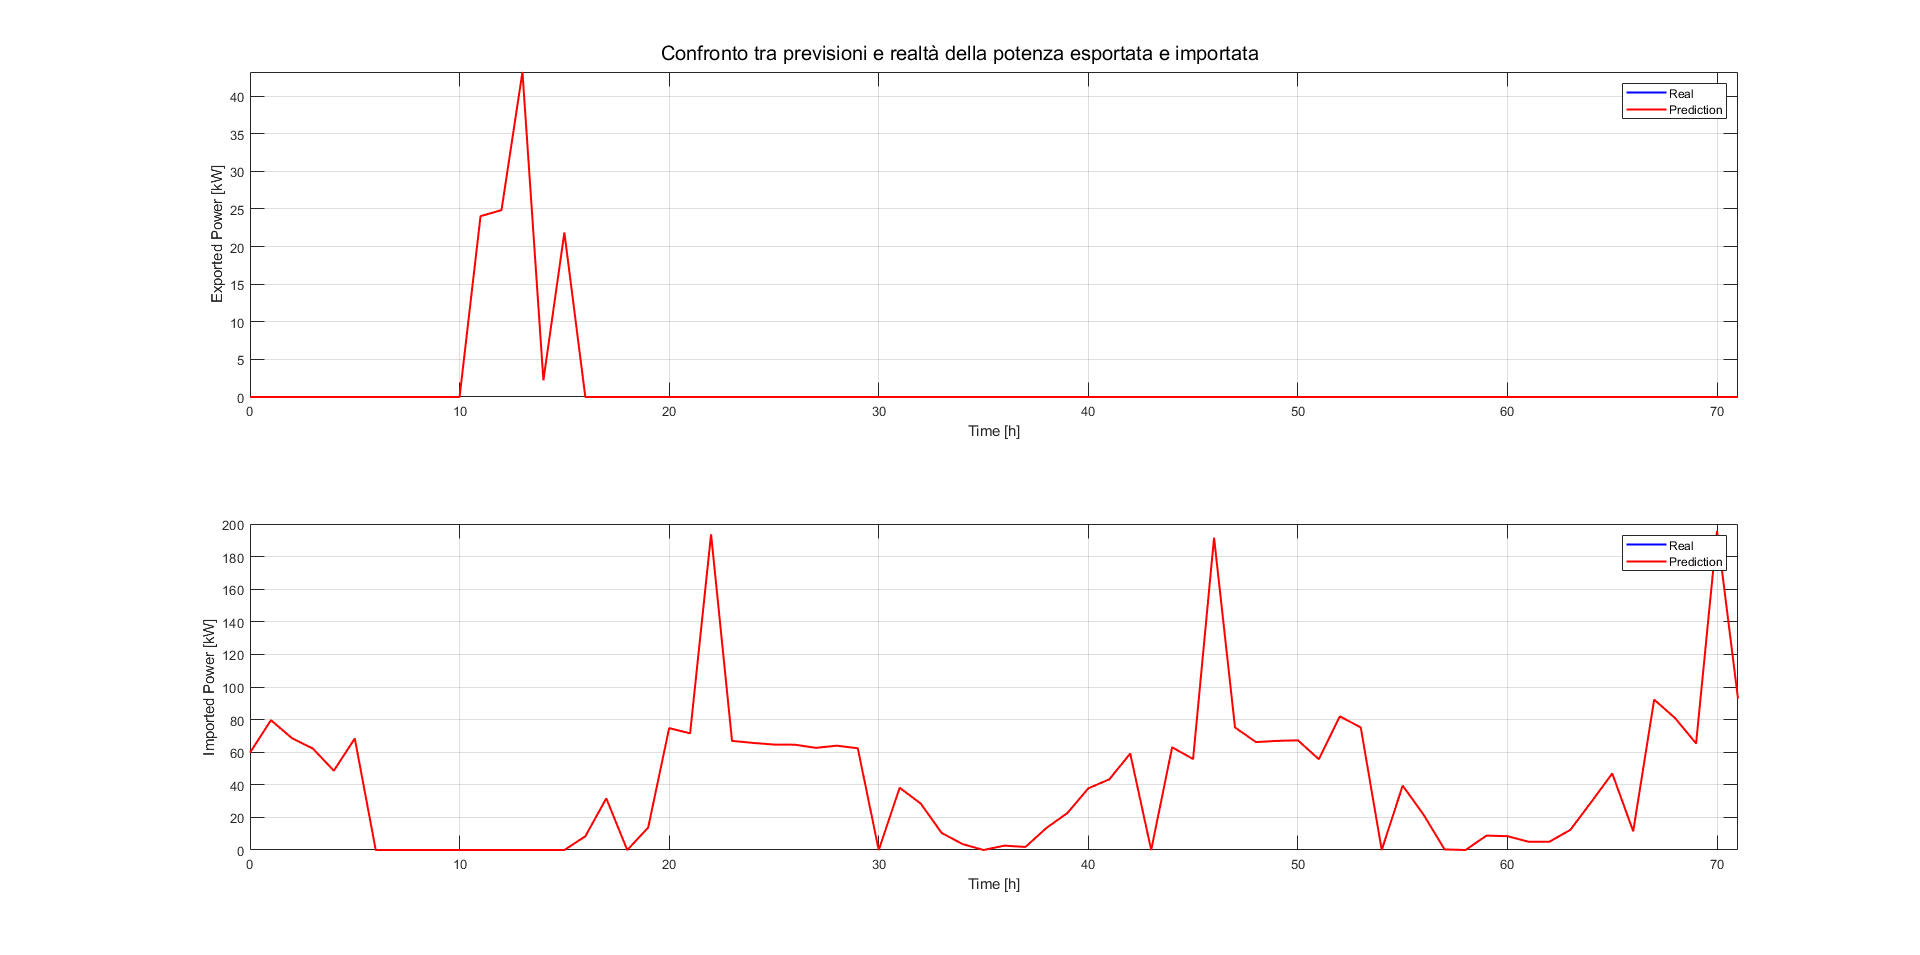 Confronto tra previsioni e realtà della potenza esportata e importata
40
35
30
25
20
15
10
5
0
Exported Power [kW]
Real
Prediction
0 10 20 30 40 50 60 70
Time [h]
200
180
160
140
120
100
80
60
40
20
0
Imported Power [kW]
Real
Prediction
0 10 20 30 40 50 60 70
Time [h]